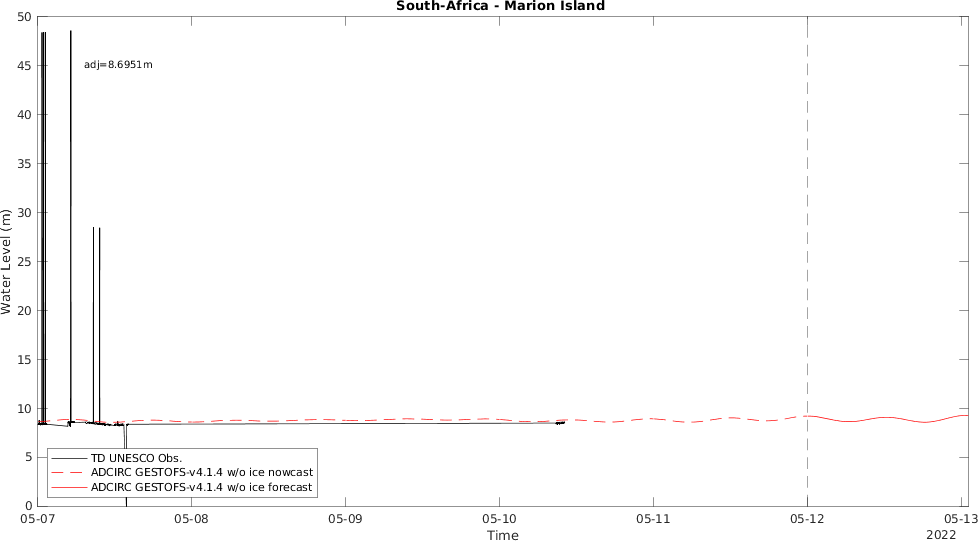 South-Africa - Marion Island
50
45
40
35
30
25
20
15
10
5
0
Water Level (m)
adj=8.6951m
TD UNESCO Obs.
ADCIRC GESTOFS-v4.1.4 w/o ice nowcast
ADCIRC GESTOFS-v4.1.4 w/o ice forecast
05-07 05-08 05-09 05-10 05-11 05-12 05-13
Time
2022